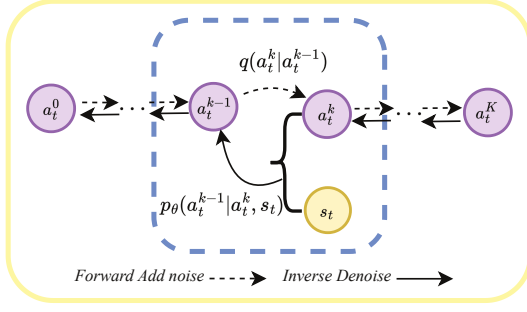 q(a_t^k|a_t^{k-1})
a_t^0 ... a_t^{k-1} a_t^k ... a_t^K
p_θ(a_t^{k-1}|a_t^k, s_t) s_t
Forward Add noise Inverse Denoise